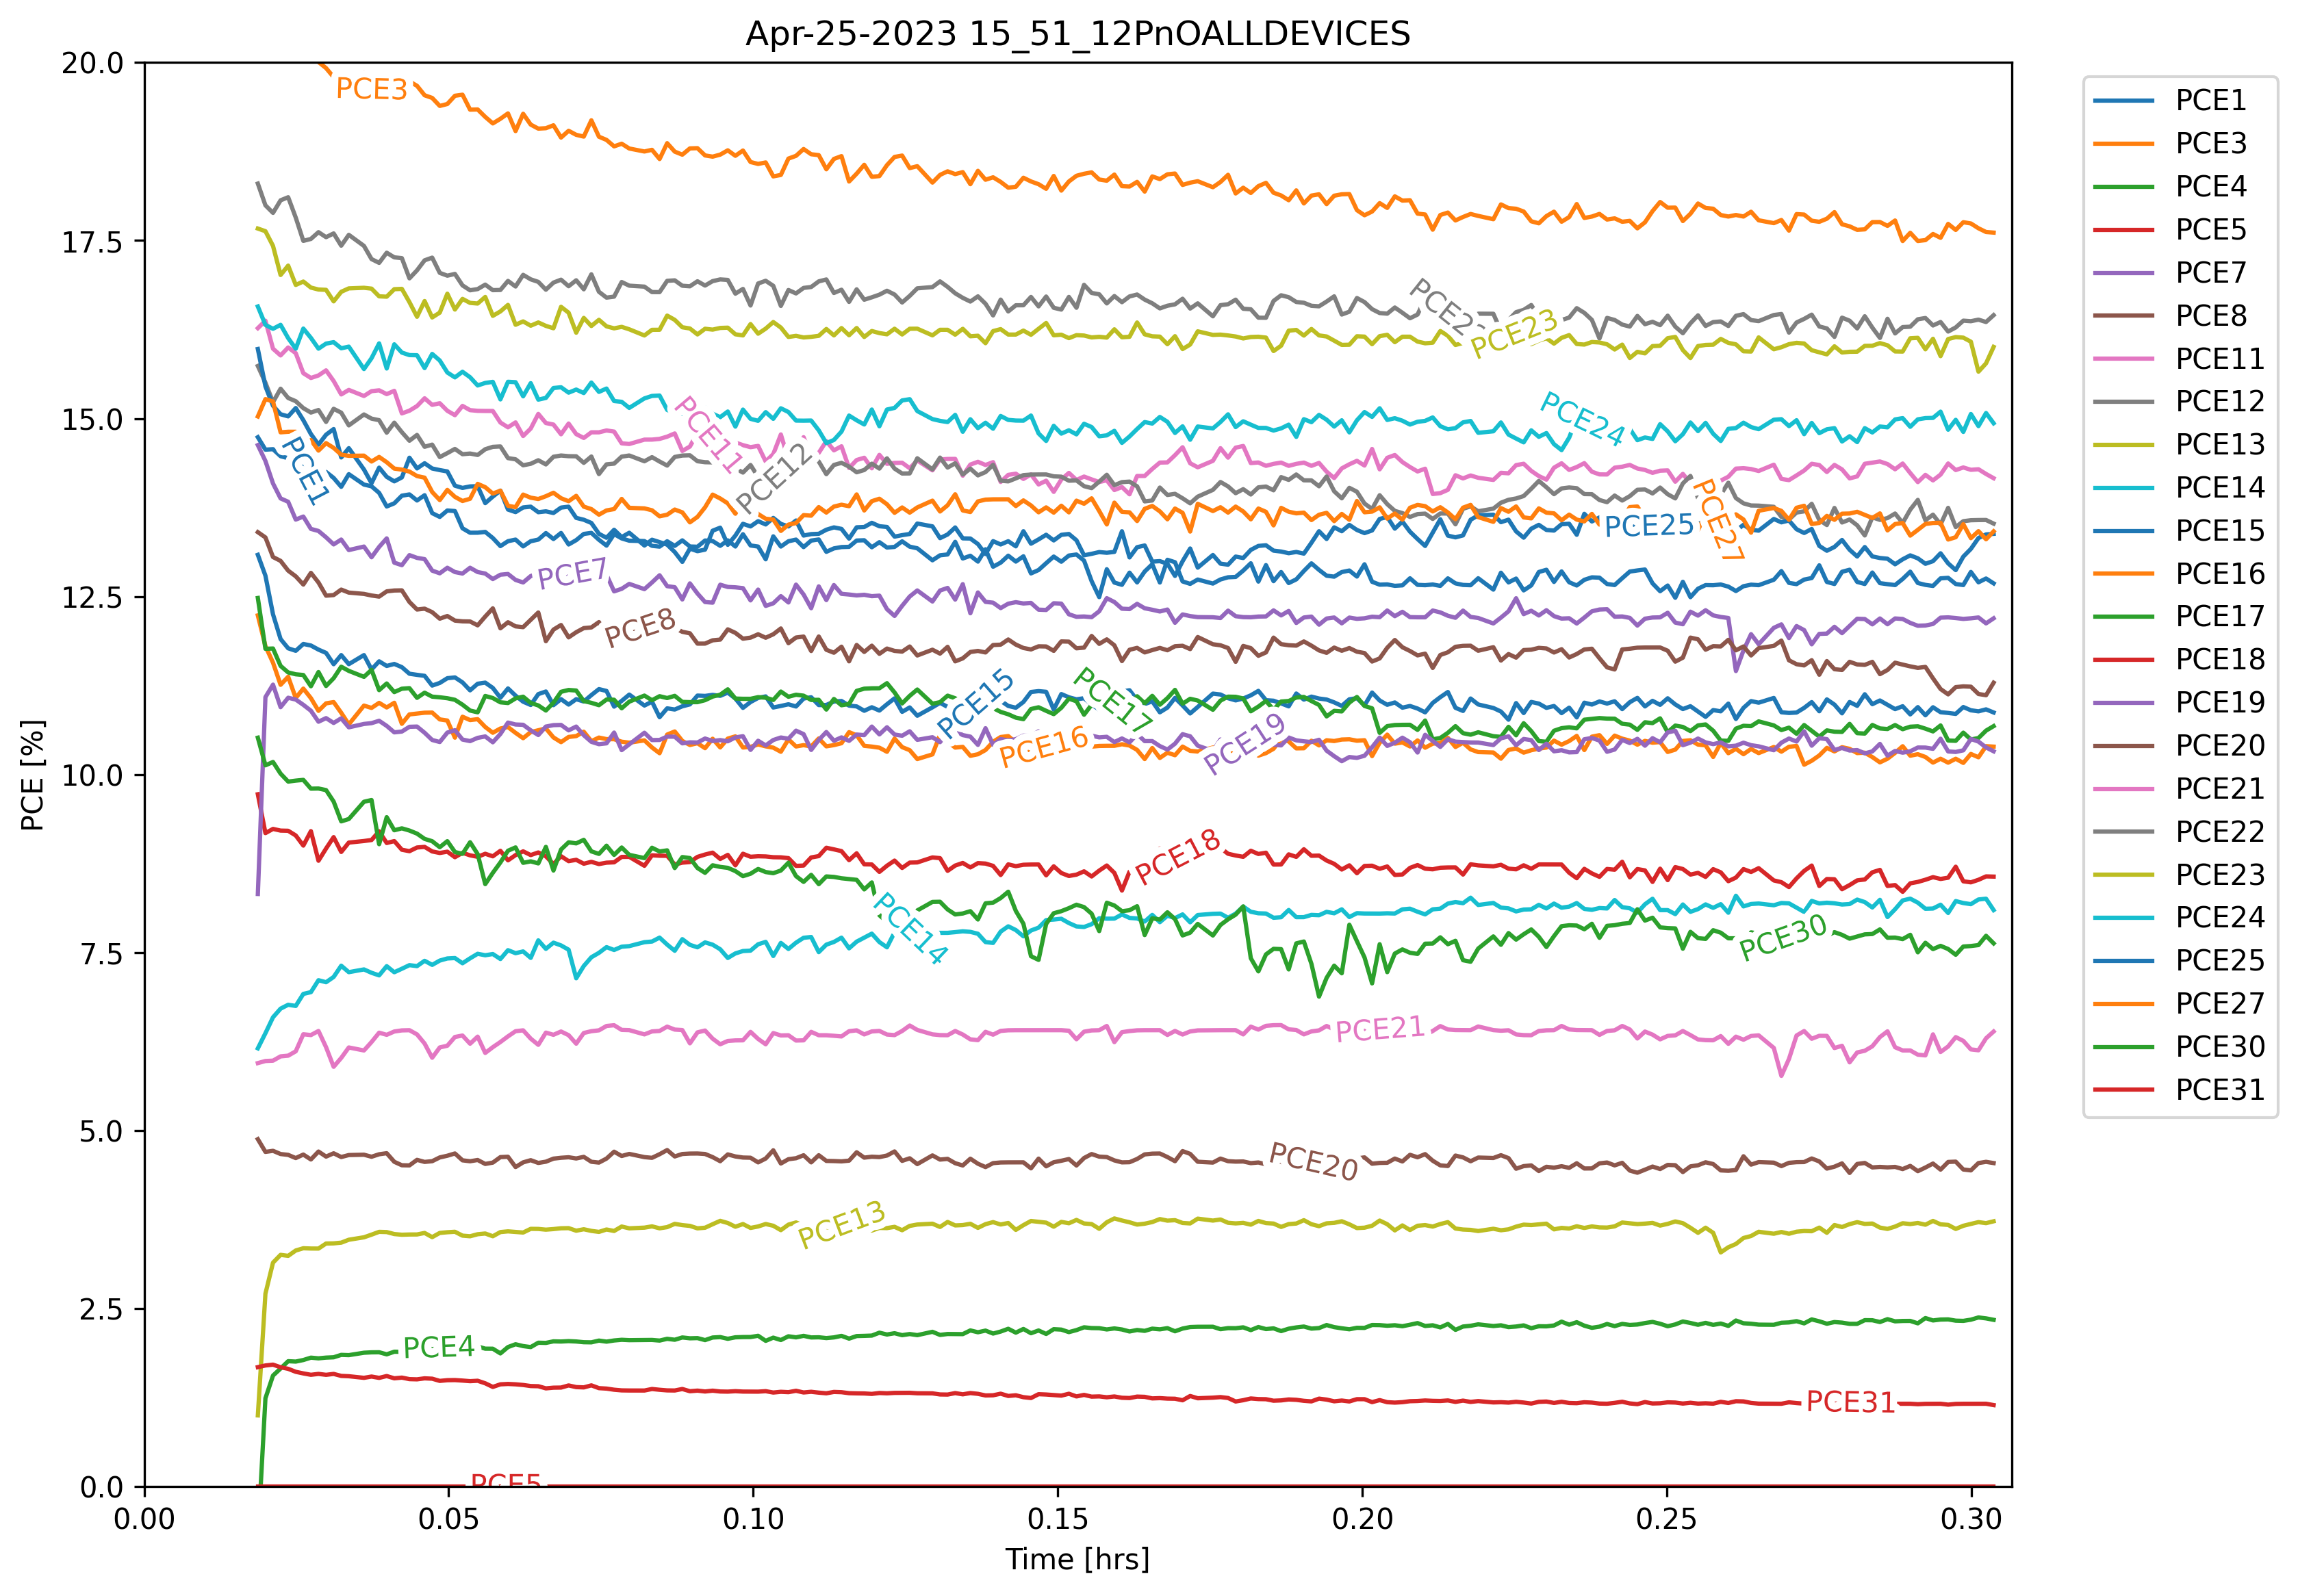 Apr-25-2023 15_51_12PnOALLDEVICES
20.0
17.5
15.0
12.5
10.0
7.5
5.0
2.5
0.0
PCE [%]
0.00
0.05
0.10
0.15
0.20
0.25
0.30
Time [hrs]
PCE3
PCE23
PCE24
PCE11
PCE12
PCE1
PCE25
PCE27
PCE7
PCE8
PCE15
PCE17
PCE16
PCE19
PCE18
PCE14
PCE30
PCE21
PCE20
PCE13
PCE4
PCE31
PCE5
PCE1
PCE3
PCE4
PCE5
PCE7
PCE8
PCE11
PCE12
PCE13
PCE14
PCE15
PCE16
PCE17
PCE18
PCE19
PCE20
PCE21
PCE22
PCE23
PCE24
PCE25
PCE27
PCE30
PCE31